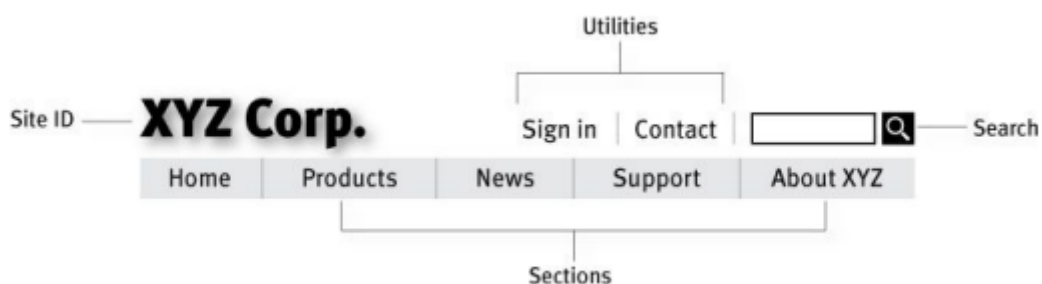 Utilities
Site ID
XYZ Corp.
Sign in
Contact
Search
Home
Products
News
Support
About XYZ
Sections